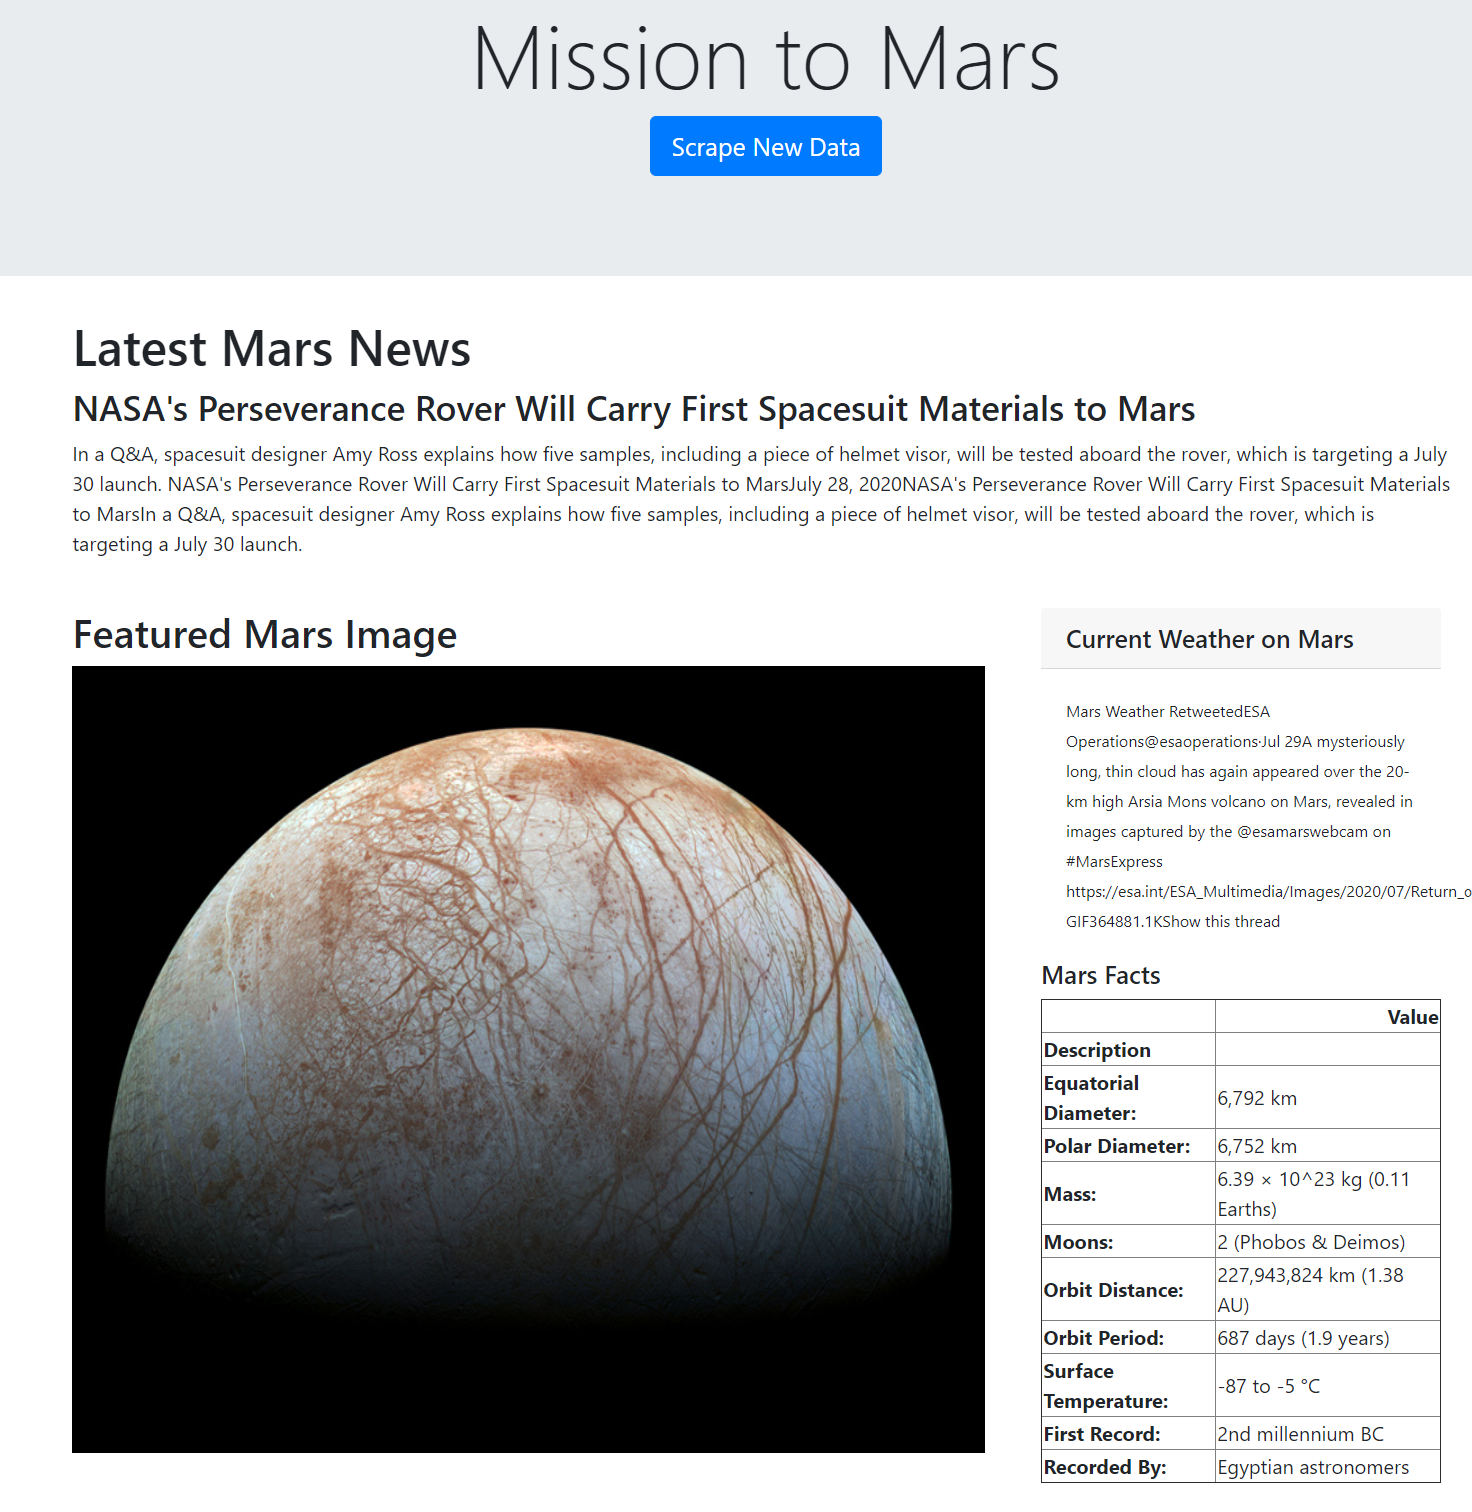 Mission to Mars
Scrape New Data
Latest Mars News
NASA's Perseverance Rover Will Carry First Spacesuit Materials to Mars
In a Q&A, spacesuit designer Amy Ross explains how five samples, including a piece of helmet visor, will be tested aboard the rover, which is targeting a July
30 launch. NASA's Perseverance Rover Will Carry First Spacesuit Materials to MarsJuly 28, 2020NASA's Perseverance Rover Will Carry First Spacesuit Materials
to MarsIn a Q&A, spacesuit designer Amy Ross explains how five samples, including a piece of helmet visor, will be tested aboard the rover, which is
targeting a July 30 launch.
Featured Mars Image
Current Weather on Mars
Mars Weather RetweetedESA
Operations@esaoperations·Jul 29A mysteriously
long, thin cloud has again appeared over the 20-
km high Arsia Mons volcano on Mars, revealed in
images captured by the @esamarswebcam on
#MarsExpress
https://esa.int/ESA_Multimedia/Images/2020/07/Return_o
GIF364881.1KShow this thread
Mars Facts
Value
Description
Equatorial
Diameter:
6,792 km
Polar Diameter: 6,752 km
Mass:
6.39 × 10^23 kg (0.11
Earths)
Moons: 2 (Phobos & Deimos)
Orbit Distance:
227,943,824 km (1.38
AU)
Orbit Period: 687 days (1.9 years)
Surface
Temperature:
-87 to -5 °C
First Record: 2nd millennium BC
Recorded By: Egyptian astronomers